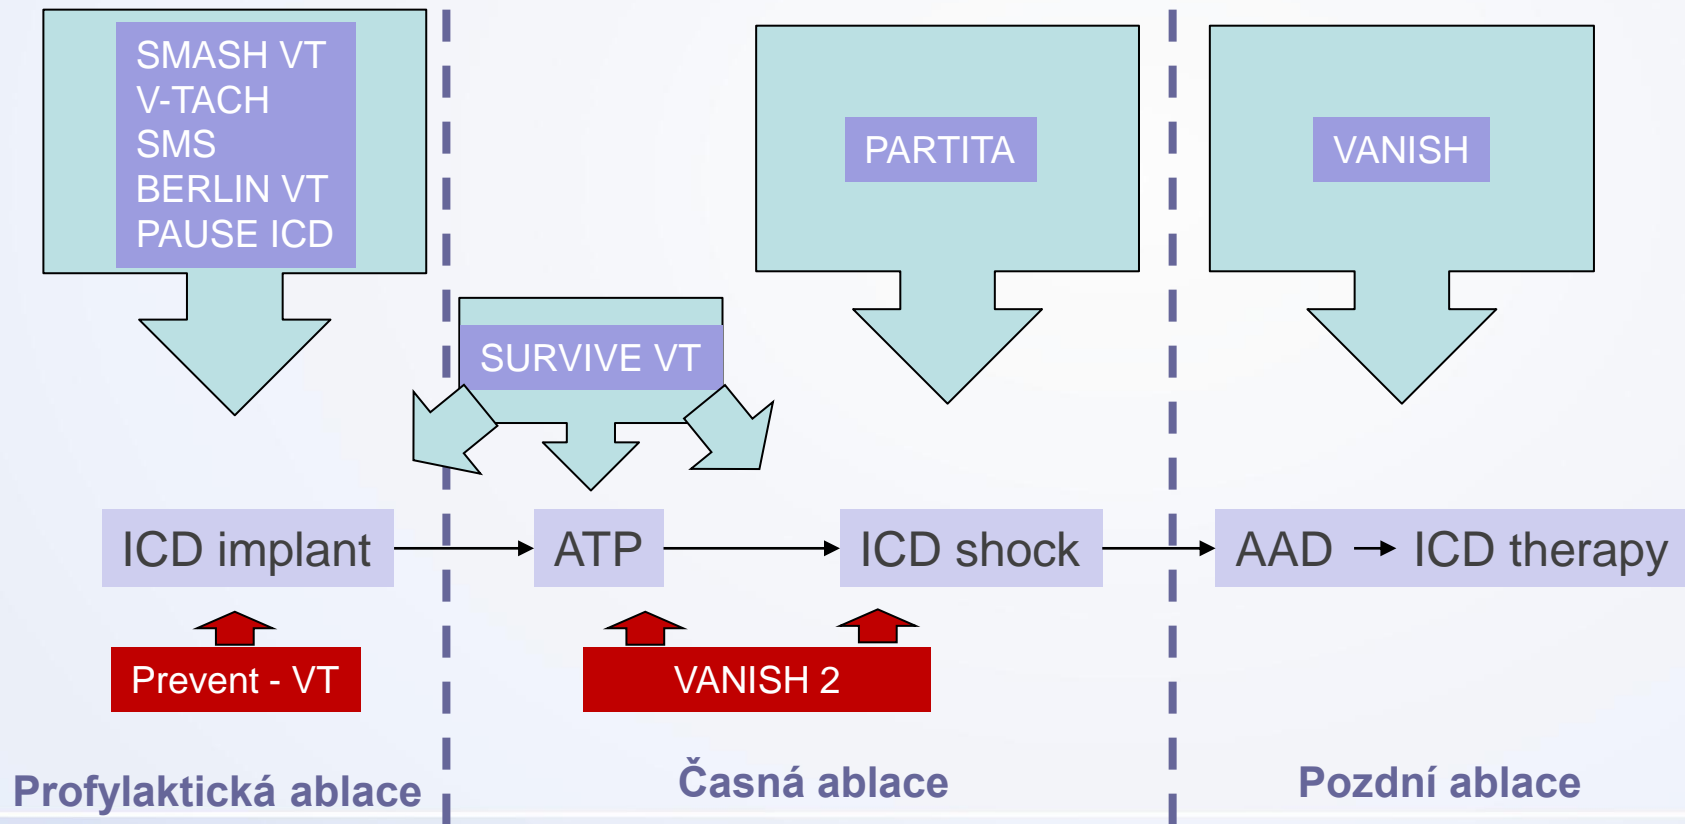 SMASH VT
V-TACH
SMS
BERLIN VT
PAUSE ICD
SURVIVE VT
PARTITA
VANISH
ICD implant
ATP
ICD shock
AAD
ICD therapy
Prevent - VT
VANISH 2
Profylaktická ablace
Časná ablace
Pozdní ablace